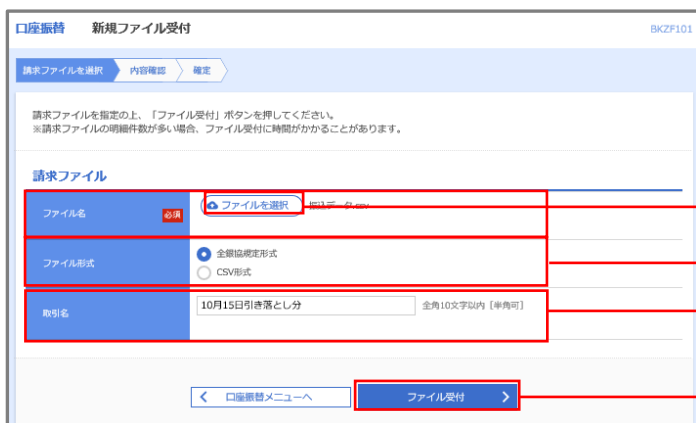 口座振替 新規ファイル受付 BKZF101
請求ファイルを選択 内容確認 確定
請求ファイルを指定の上、「ファイル受付」ボタンを押してください。
※請求ファイルの明細件数が多い場合、ファイル受付に時間がかかることがあります。
請求ファイル
ファイル名 必須 ファイルを選択 振込データ.csv
ファイル形式 全銀協規定形式
CSV形式
取引名 10月15日引き落とし分 全角10文字以内［半角可］
口座振替メニューへ ファイル受付